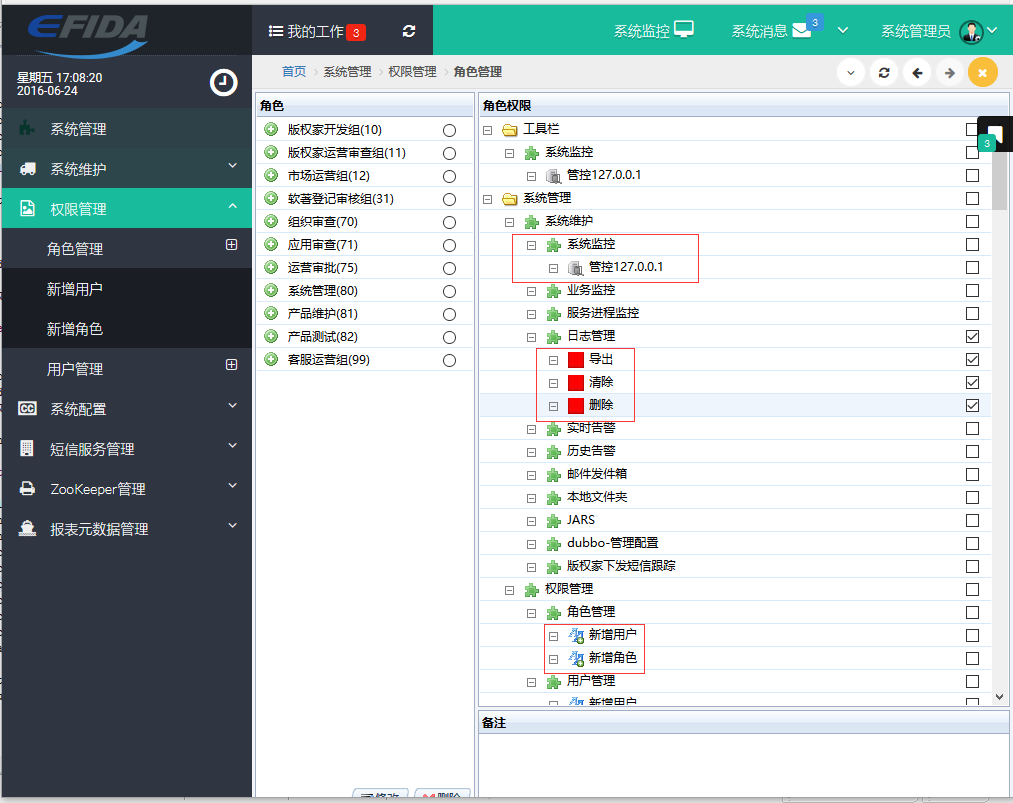 EFIDA
我的工作 3
系统监控
系统消息 3
系统管理员
星期五 17:08:20
2016-06-24
首页 系统管理 权限管理 角色管理
系统管理
系统维护
权限管理
角色管理
新增用户
新增角色
用户管理
系统配置
短信服务管理
ZooKeeper管理
报表元数据管理
角色
版权家开发组(10)
版权家运营审查组(11)
市场运营组(12)
软著登记审核组(31)
组织审查(70)
应用审查(71)
运营审批(75)
系统管理(80)
产品维护(81)
产品测试(82)
客服运营组(99)
修改 删除
角色权限
工具栏
3
系统监控
管控127.0.0.1
系统管理
系统维护
系统监控
管控127.0.0.1
业务监控
服务进程监控
日志管理
导出
清除
删除
实时告警
历史告警
邮件发件箱
本地文件夹
JARS
dubbo-管理配置
版权家下发短信跟踪
权限管理
角色管理
新增用户
新增角色
用户管理
新增用户
备注